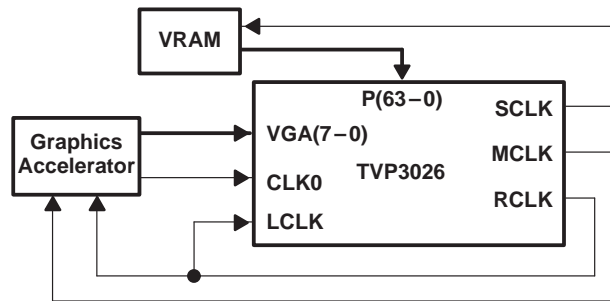 VRAM
P(63–0)
SCLK
Graphics
Accelerator
VGA(7–0)
MCLK
TVP3026
CLK0
RCLK
LCLK